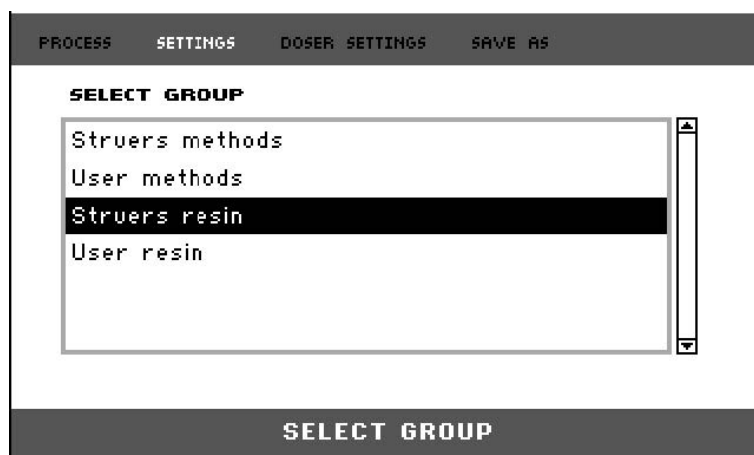 PROCESS SETTINGS DOSER SETTINGS SAVE AS
SELECT GROUP
Struers methods
User methods
Struers resin
User resin
SELECT GROUP